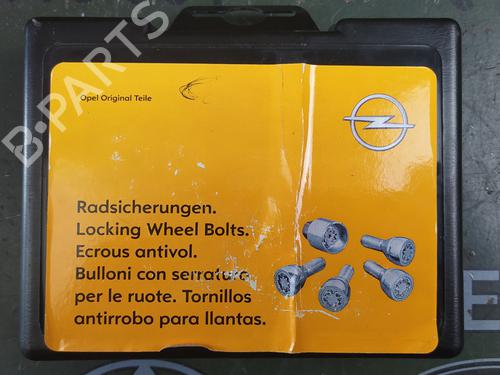 B-PARTS
Opel Original Teile
Radsicherungen.
Locking Wheel Bolts.
Ecrous antivol.
Bulloni con serratura
per le ruote. Tornillos
antirrobo para llantas.